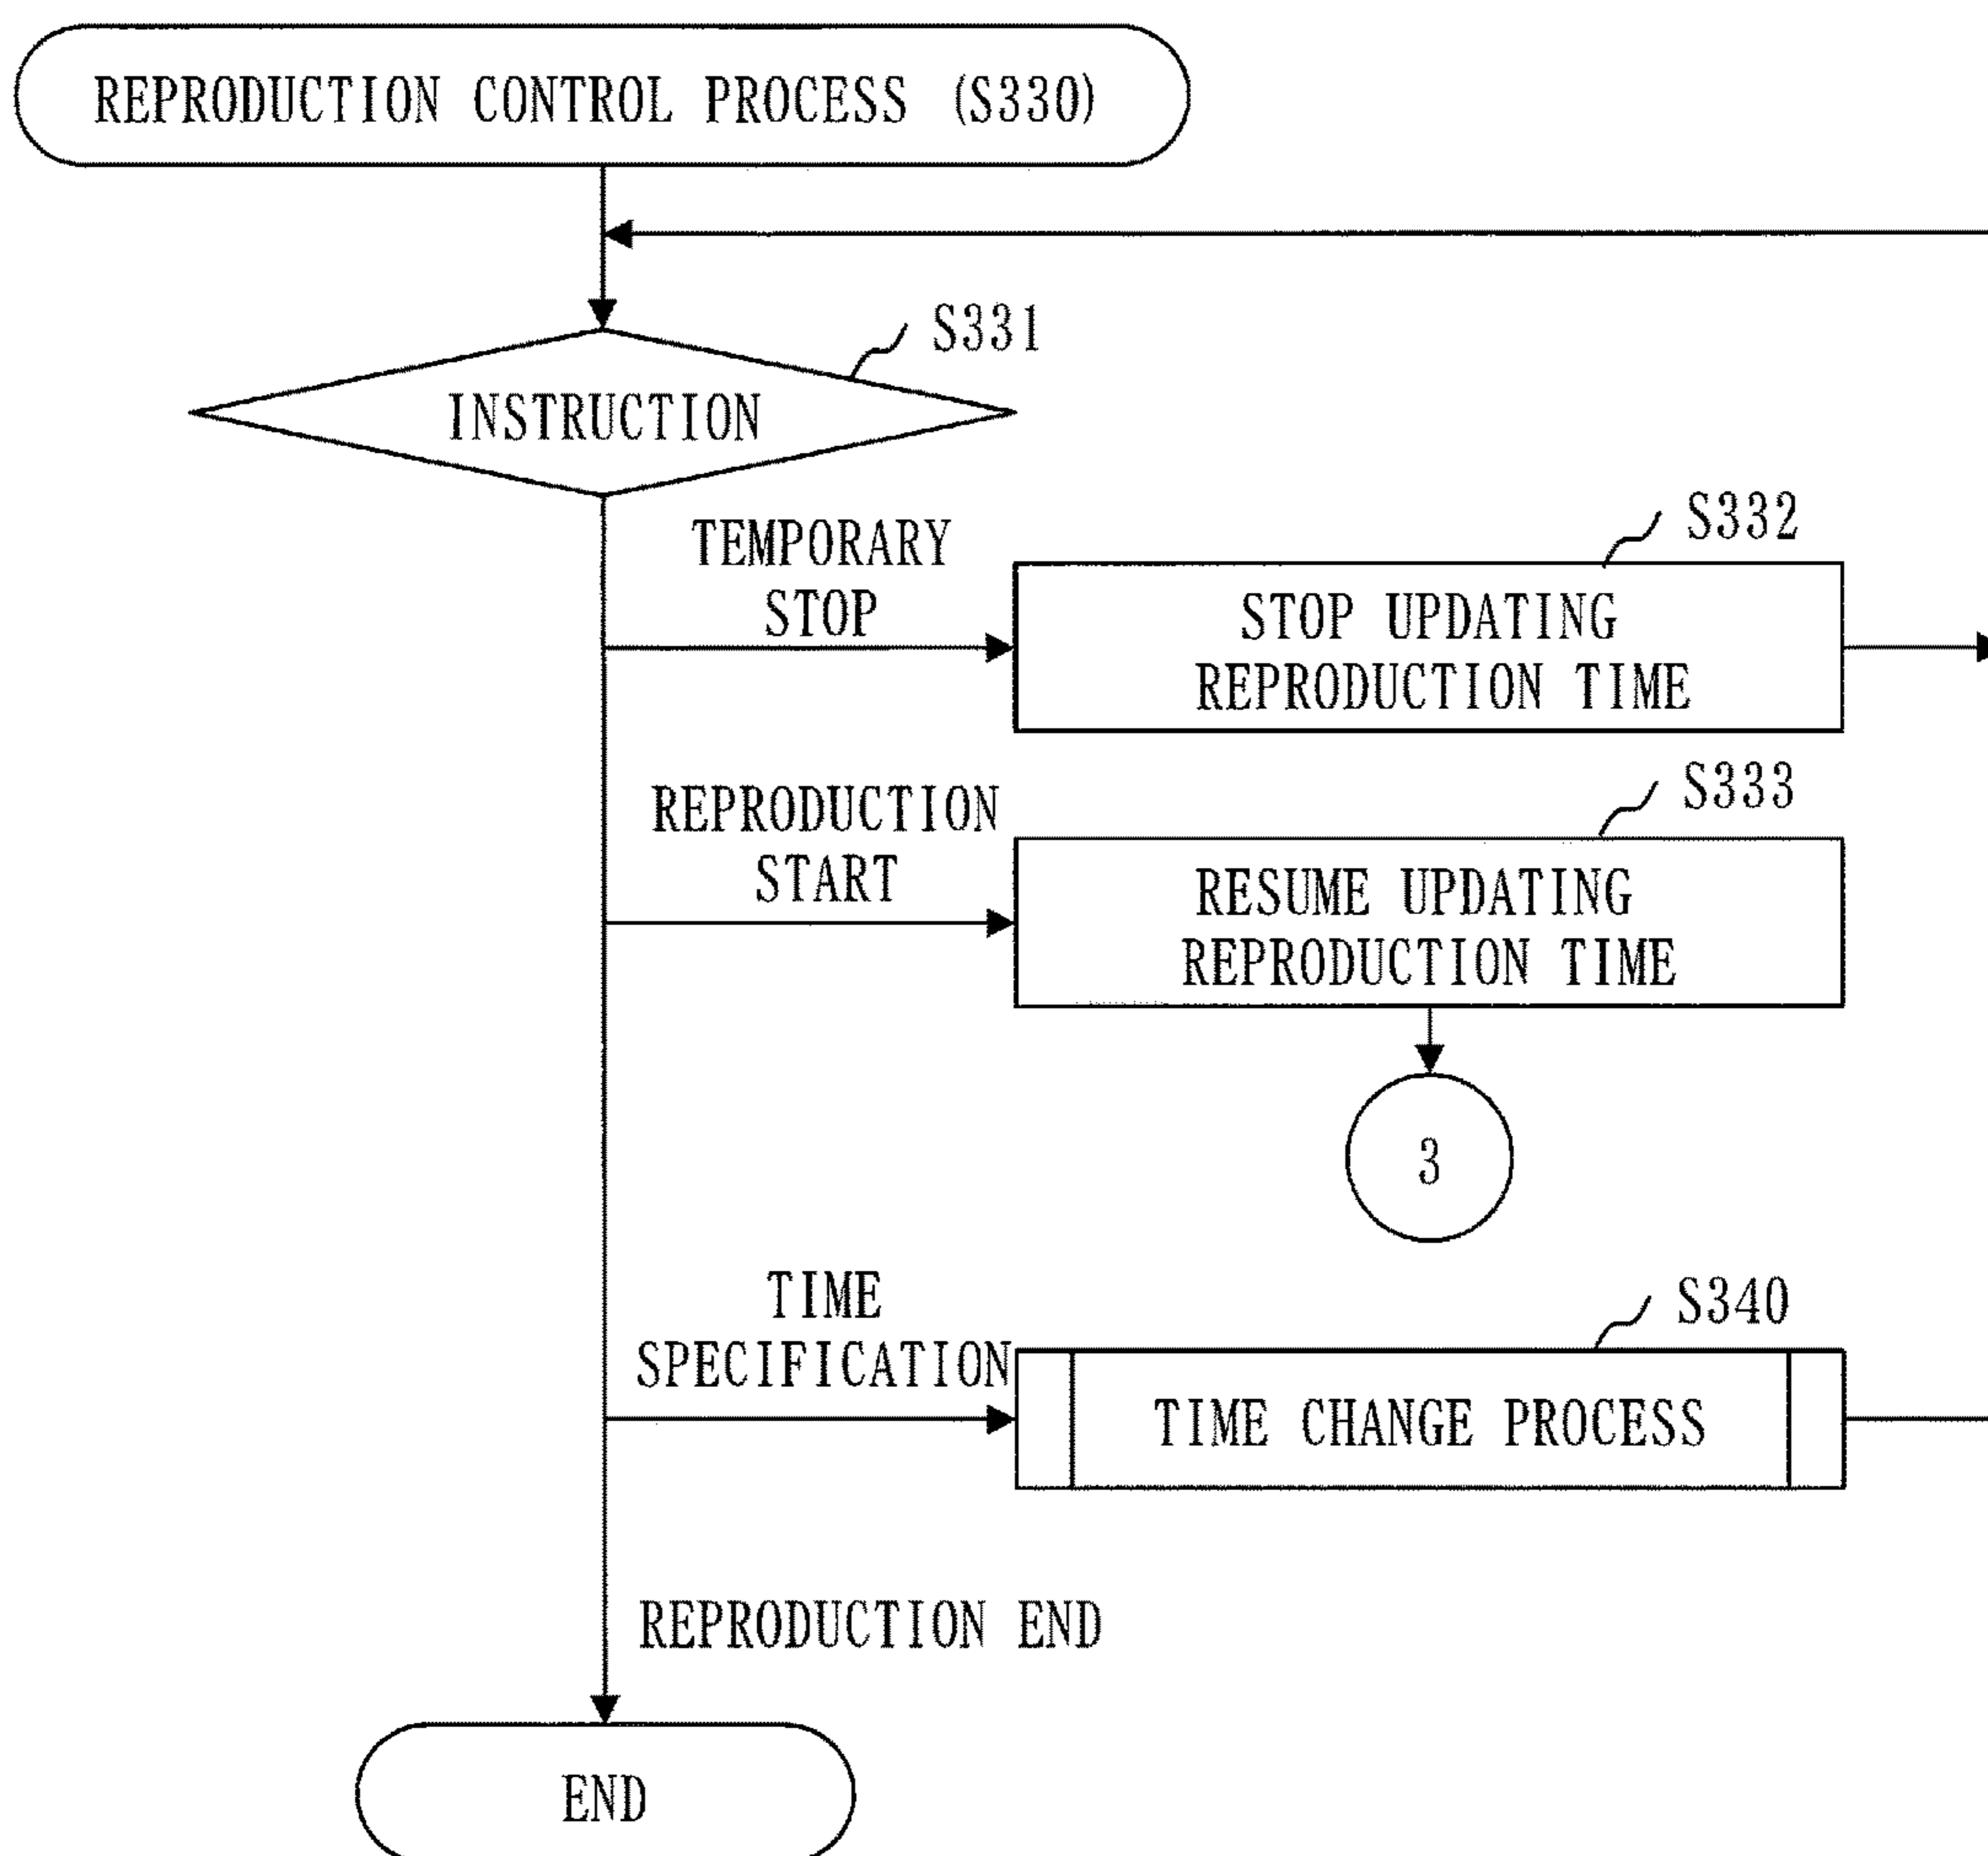 REPRODUCTION CONTROL PROCESS (S330)
S331
INSTRUCTION
TEMPORARY
STOP
S332
STOP UPDATING
REPRODUCTION TIME
REPRODUCTION
START
S333
RESUME UPDATING
REPRODUCTION TIME
3
TIME
SPECIFICATION
S340
TIME CHANGE PROCESS
REPRODUCTION END
END